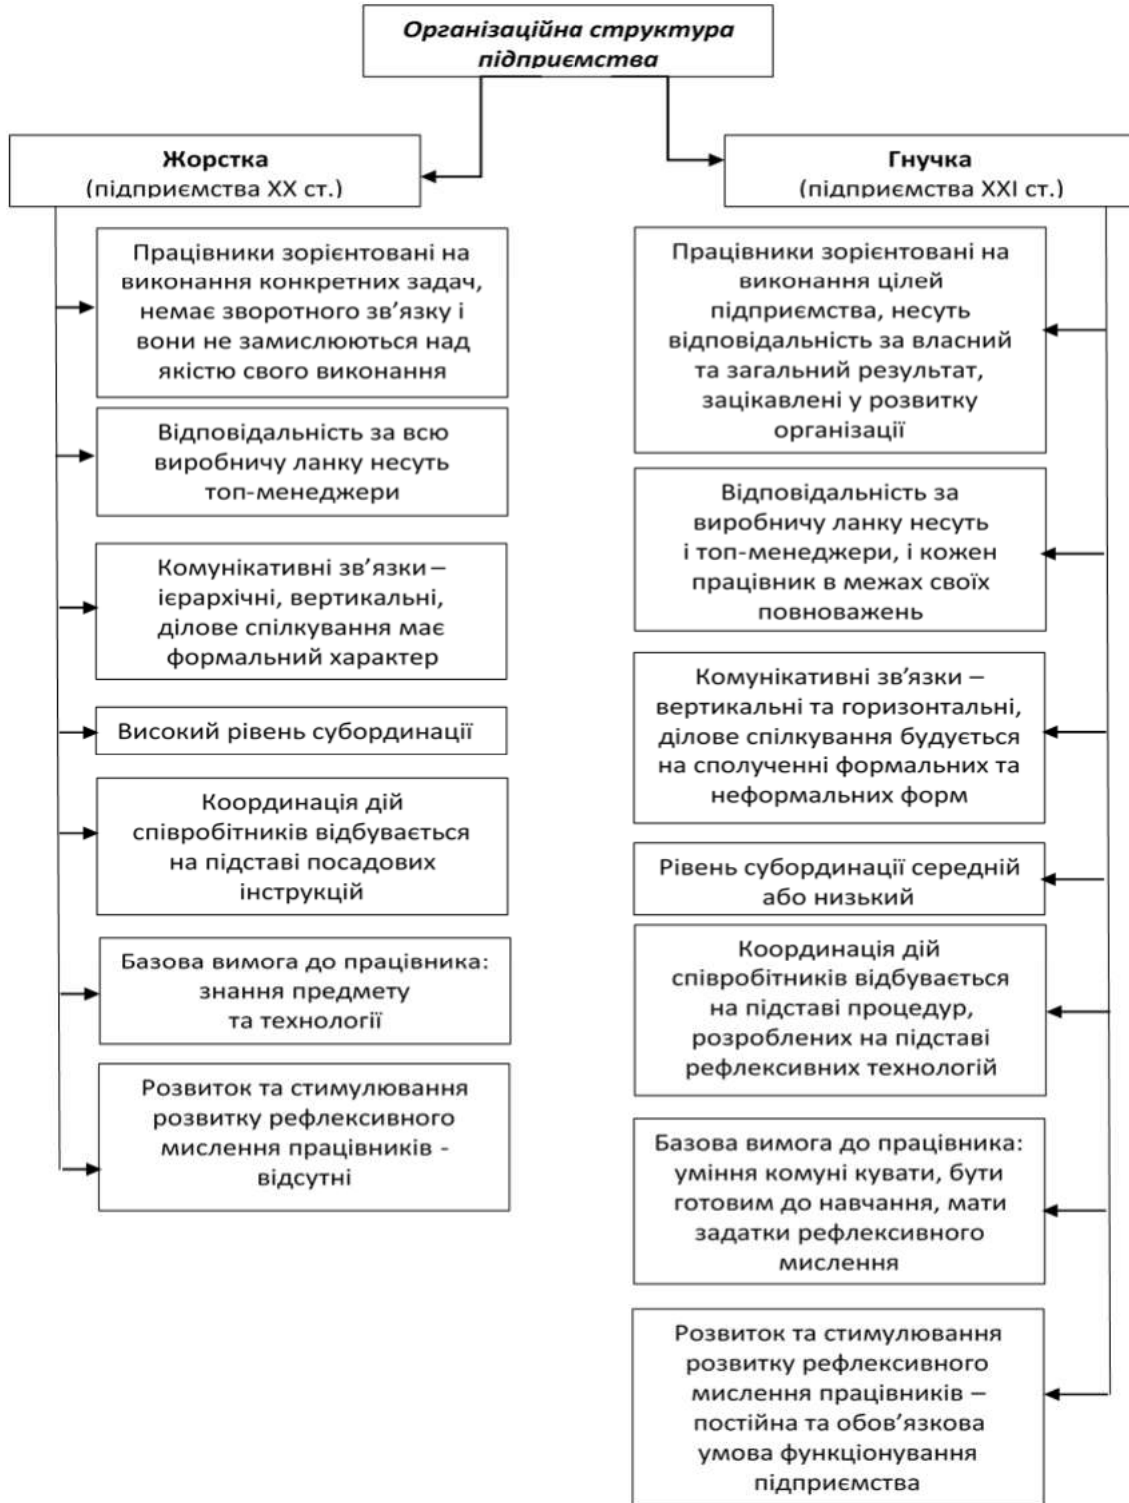 Організаційна структура
підприємства
Жорстка
(підприємства ХХ ст.)
Працівники зорієнтовані на
виконання конкретних задач,
немає зворотного зв’язку і
вони не замислюються над
якістю свого виконання
Відповідальність за всю
виробничу ланку несуть
топ-менеджери
Комунікативні зв’язки –
ієрархічні, вертикальні,
ділове спілкування має
формальний характер
Високий рівень субординації
Координація дій
співробітників відбувається
на підставі посадових
інструкцій
Базова вимога до працівника:
знання предмету
та технології
Розвиток та стимулювання
розвитку рефлексивного
мислення працівників -
відсутні
Гнучка
(підприємства ХХІ ст.)
Працівники зорієнтовані на
виконання цілей
підприємства, несуть
відповідальність за власний
та загальний результат,
зацікавлені у розвитку
організації
Відповідальність за
виробничу ланку несуть
і топ-менеджери, і кожен
працівник в межах своїх
повноважень
Комунікативні зв’язки –
вертикальні та горизонтальні,
ділове спілкування будується
на сполученні формальних та
неформальних форм
Рівень субординації середній
або низький
Координація дій
співробітників відбувається
на підставі процедур,
розроблених на підставі
рефлексивних технологій
Базова вимога до працівника:
уміння комуні кувати, бути
готовим до навчання, мати
задатки рефлексивного
мислення
Розвиток та стимулювання
розвитку рефлексивного
мислення працівників –
постійна та обов’язкова
умова функціонування
підприємства